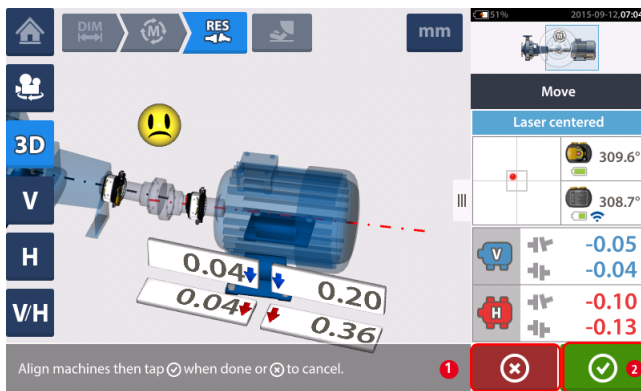 DIM
M
RES
mm
51%
2015-09-12,07:04
Move
Laser centered
309.6°
308.7°
3D
V
H
V/H
0.04
0.20
0.04
0.36
V
-0.05
-0.04
H
-0.10
-0.13
Align machines then tap when done or to cancel.
1
2